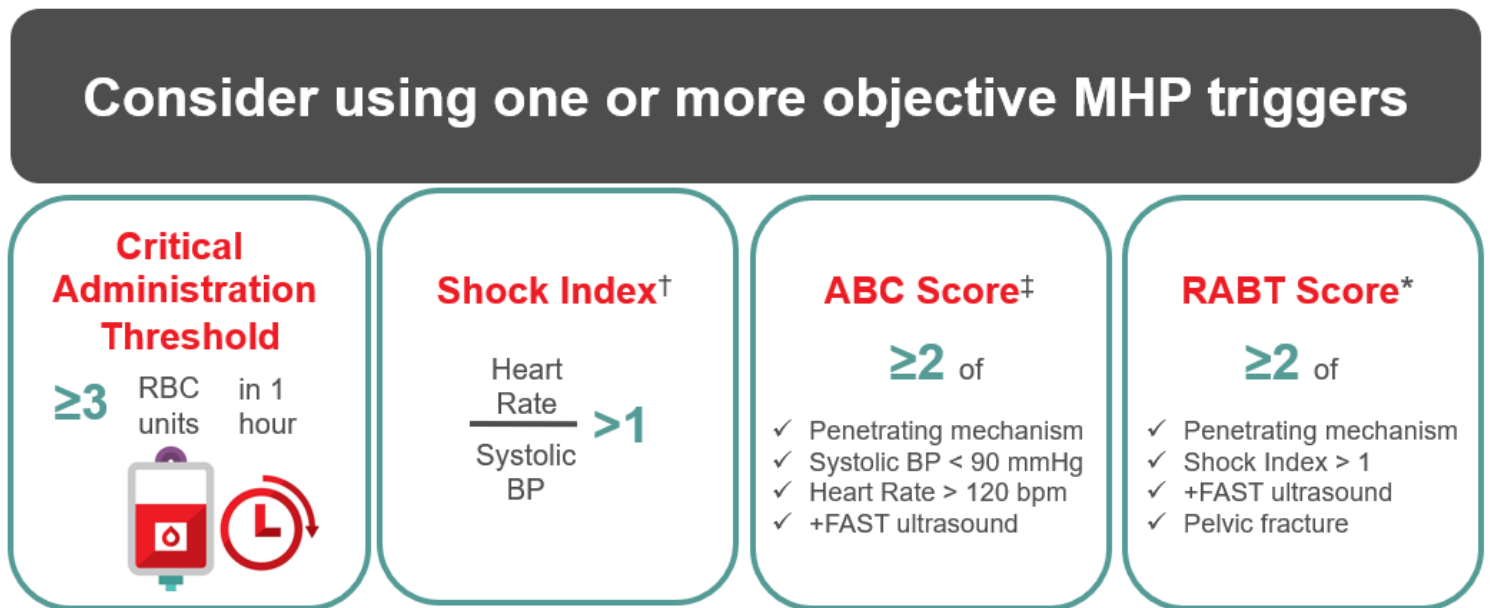 Consider using one or more objective MHP triggers
Critical
Administration
Threshold
≥3 RBC units in 1 hour
Shock Index†
Heart
Rate
Systolic
BP
>1
ABC Score‡
≥2 of
✓ Penetrating mechanism
✓ Systolic BP < 90 mmHg
✓ Heart Rate > 120 bpm
✓ +FAST ultrasound
RABT Score*
≥2 of
✓ Penetrating mechanism
✓ Shock Index > 1
✓ +FAST ultrasound
✓ Pelvic fracture